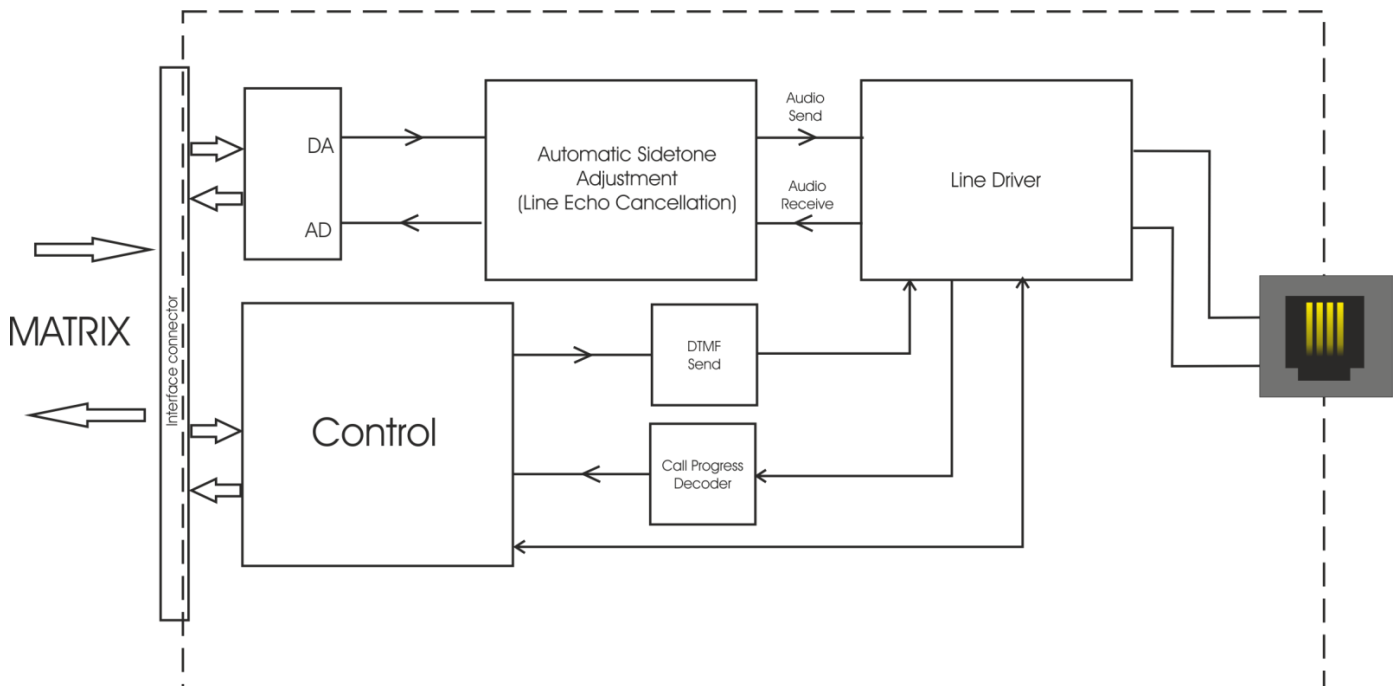 DA
AD
Automatic Sidetone
Adjustment
(Line Echo Cancellation)
Audio
Send
Audio
Receive
Line Driver
MATRIX
Interface connector
Control
DTMF
Send
Call Progress
Decoder